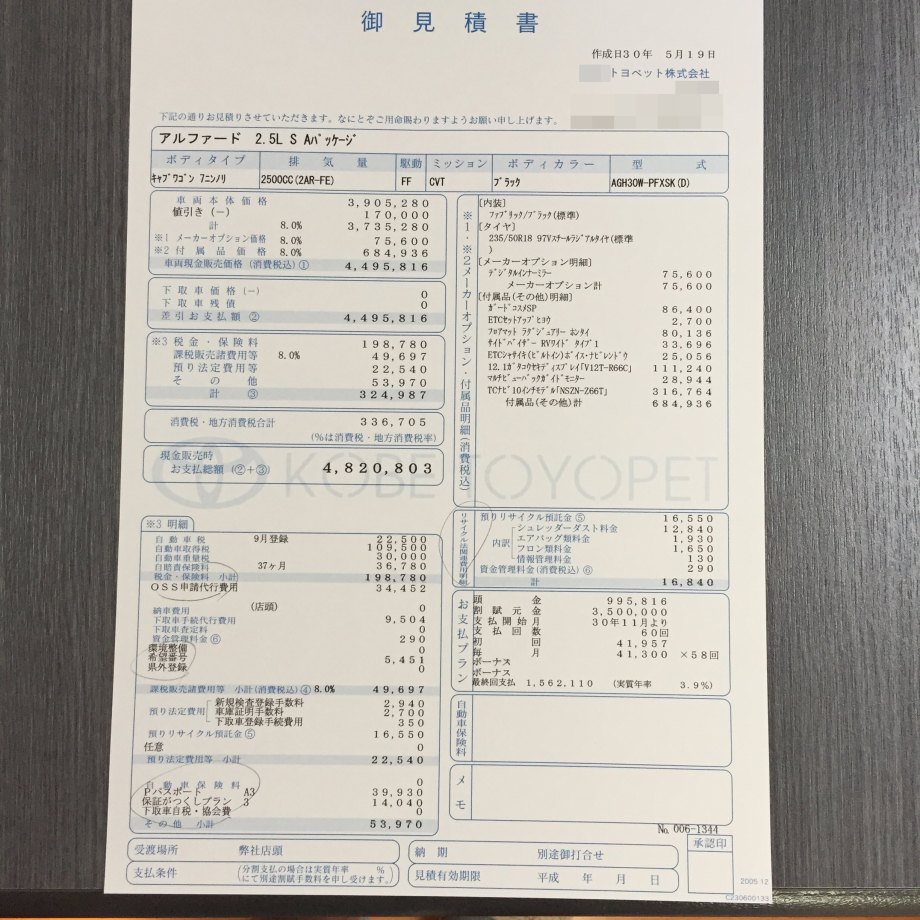 御見積書
作成日30年 5月19日
トヨペット株式会社
下記の通りお見積りさせていただきます。なにとぞご用命賜わりますようお願い申し上げます。
アルファード 2.5L S Aパッケージ
ボディタイプ 排気量 駆動 ミッション ボディカラー 型式
キャブワゴン 7ニンノリ 2500CC(2AR-FE) FF CVT ブラック AGH30W-PFXSK(D)
車両本体価格 3,905,280
値引き(-) 170,000
計 8.0% 3,735,280
※1 メーカーオプション価格 8.0% 75,600
※2 付属品価格 8.0% 684,936
車両現金販売価格(消費税込)① 4,495,816
下取車価格(-) 0
下取車残債 0
差引お支払額② 4,495,816
※3 税金・保険料 198,780
課税販売諸費用等 8.0% 49,697
預り法定費用等 22,540
その他 53,970
計③ 324,987
消費税・地方消費税合計 336,705
(%は消費税・地方消費税率)
現金販売時
お支払総額(②+③) 4,820,803
KOBE TOYOPET
※3 明細
自動車税 9月登録 22,500
自動車取得税 109,500
自動車重量税 30,000
自賠責保険料 37ヶ月 36,780
税金・保険料 小計 198,780
OSS申請代行費用 34,452
(店頭)
納車費用 0
下取車手続代行費用 9,504
下取車査定料 0
資金管理料金⑥ 290
環境整備 0
希望番号 5,451
県外登録 0
課税販売諸費用等 小計(消費税込)④ 8.0% 49,697
預り法定費用 新規検査登録手数料 2,940
車庫証明手数料 2,700
下取車登録手続費用 350
預りリサイクル預託金⑤ 16,550
任意 0
預り法定費用等 小計 22,540
自動車保険料 0
Pパスポート A3 39,930
保証がつくしプラン 3 14,040
下取車自税・協会費 0
その他 小計 53,970
※1・※2メーカーオプション・付属品明細(消費税込)
[内装]
ファブリック/ブラック(標準)
[タイヤ]
235/50R18 97Vスチールラジアルタイヤ(標準
)
[メーカーオプション明細]
デジタルインナーミラー 75,600
メーカーオプション計 75,600
[付属品(その他)明細]
ガードコスメSP 86,400
ETCセットアップヒヨウ 2,700
フロアマット ラグジュアリー ホンタイ 80,136
サイドバイザー RVワイド タイプ1 33,696
ETCシャサイキ(ビルトイン)ボイス・ナビレンドウ 25,056
12.1ガタコウセキディスプレイ「V12T-R66C」 111,240
マルチビューバックガイドモニター 28,944
TCナビ10インチモデル「NSZN-Z66T」 316,764
付属品(その他)計 684,936
リサイクル法関連費用明細
預りリサイクル預託金⑤ 16,550
内訳 シュレッダーダスト料金 12,840
エアバッグ類料金 1,930
フロン類料金 1,650
情報管理料金 130
資金管理料金(消費税込)⑥ 290
計 16,840
お支払プラン
頭金 995,816
割賦元金 3,500,000
支払開始月 30年11月より
支払回数 60回
初回 41,957
毎月 41,300 ×58回
ボーナス
ボーナス
最終回支払 1,562,110 (実質年率 3.9%)
自動車保険料
メモ
No. 006-1344
受渡場所 弊社店頭
支払条件 (分割支払の場合は実質年率 %にて別途割賦手数料を申し受けます。)
納期 別途御打合せ
見積有効期限 平成 年 月 日
承認印
2005.12
C230600133